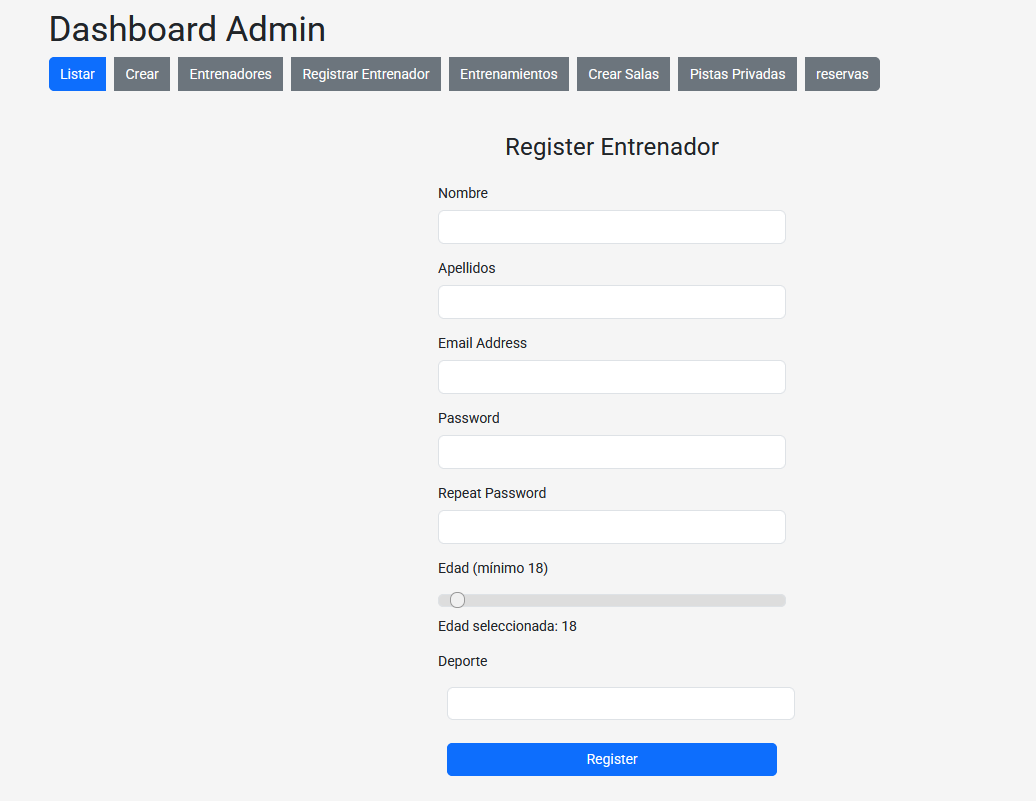 Dashboard Admin
Listar Crear Entrenadores Registrar Entrenador Entrenamientos Crear Salas Pistas Privadas reservas
Register Entrenador
Nombre
Apellidos
Email Address
Password
Repeat Password
Edad (mínimo 18)
Edad seleccionada: 18
Deporte
Register